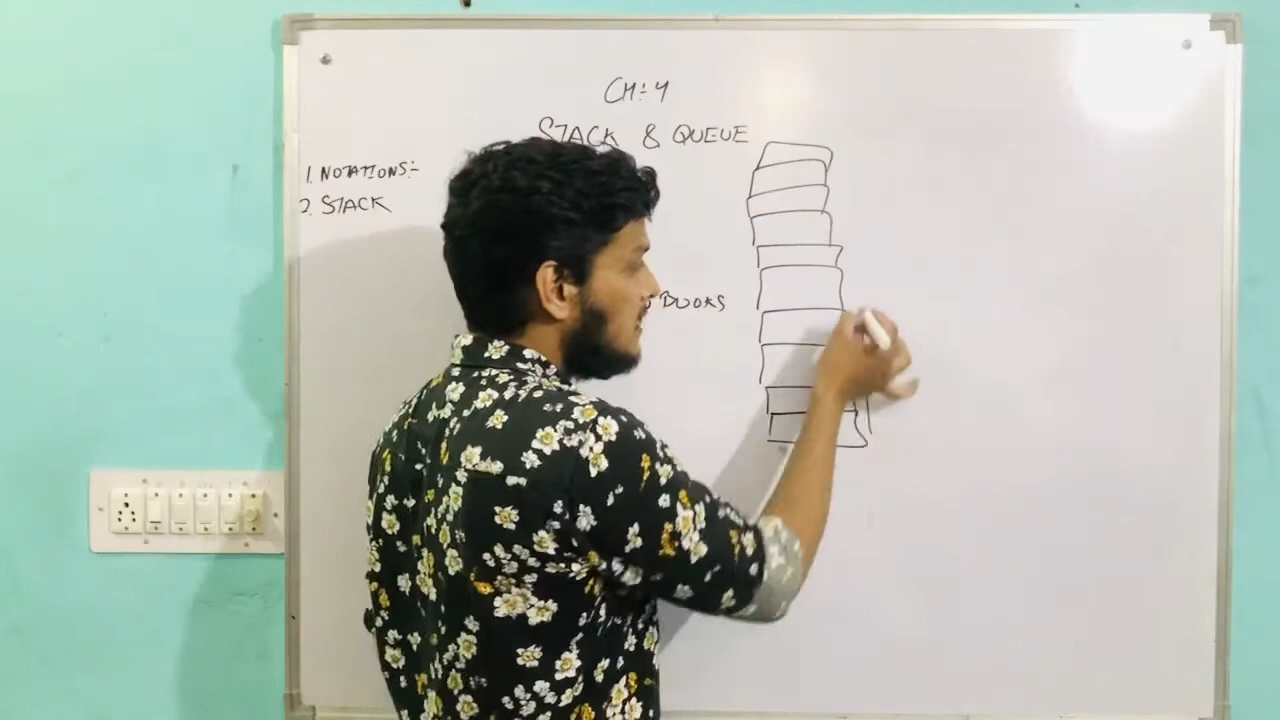 CH:- 4
STACK & QUEUE
1. NOTATIONS:-
2. STACK
BOOKS